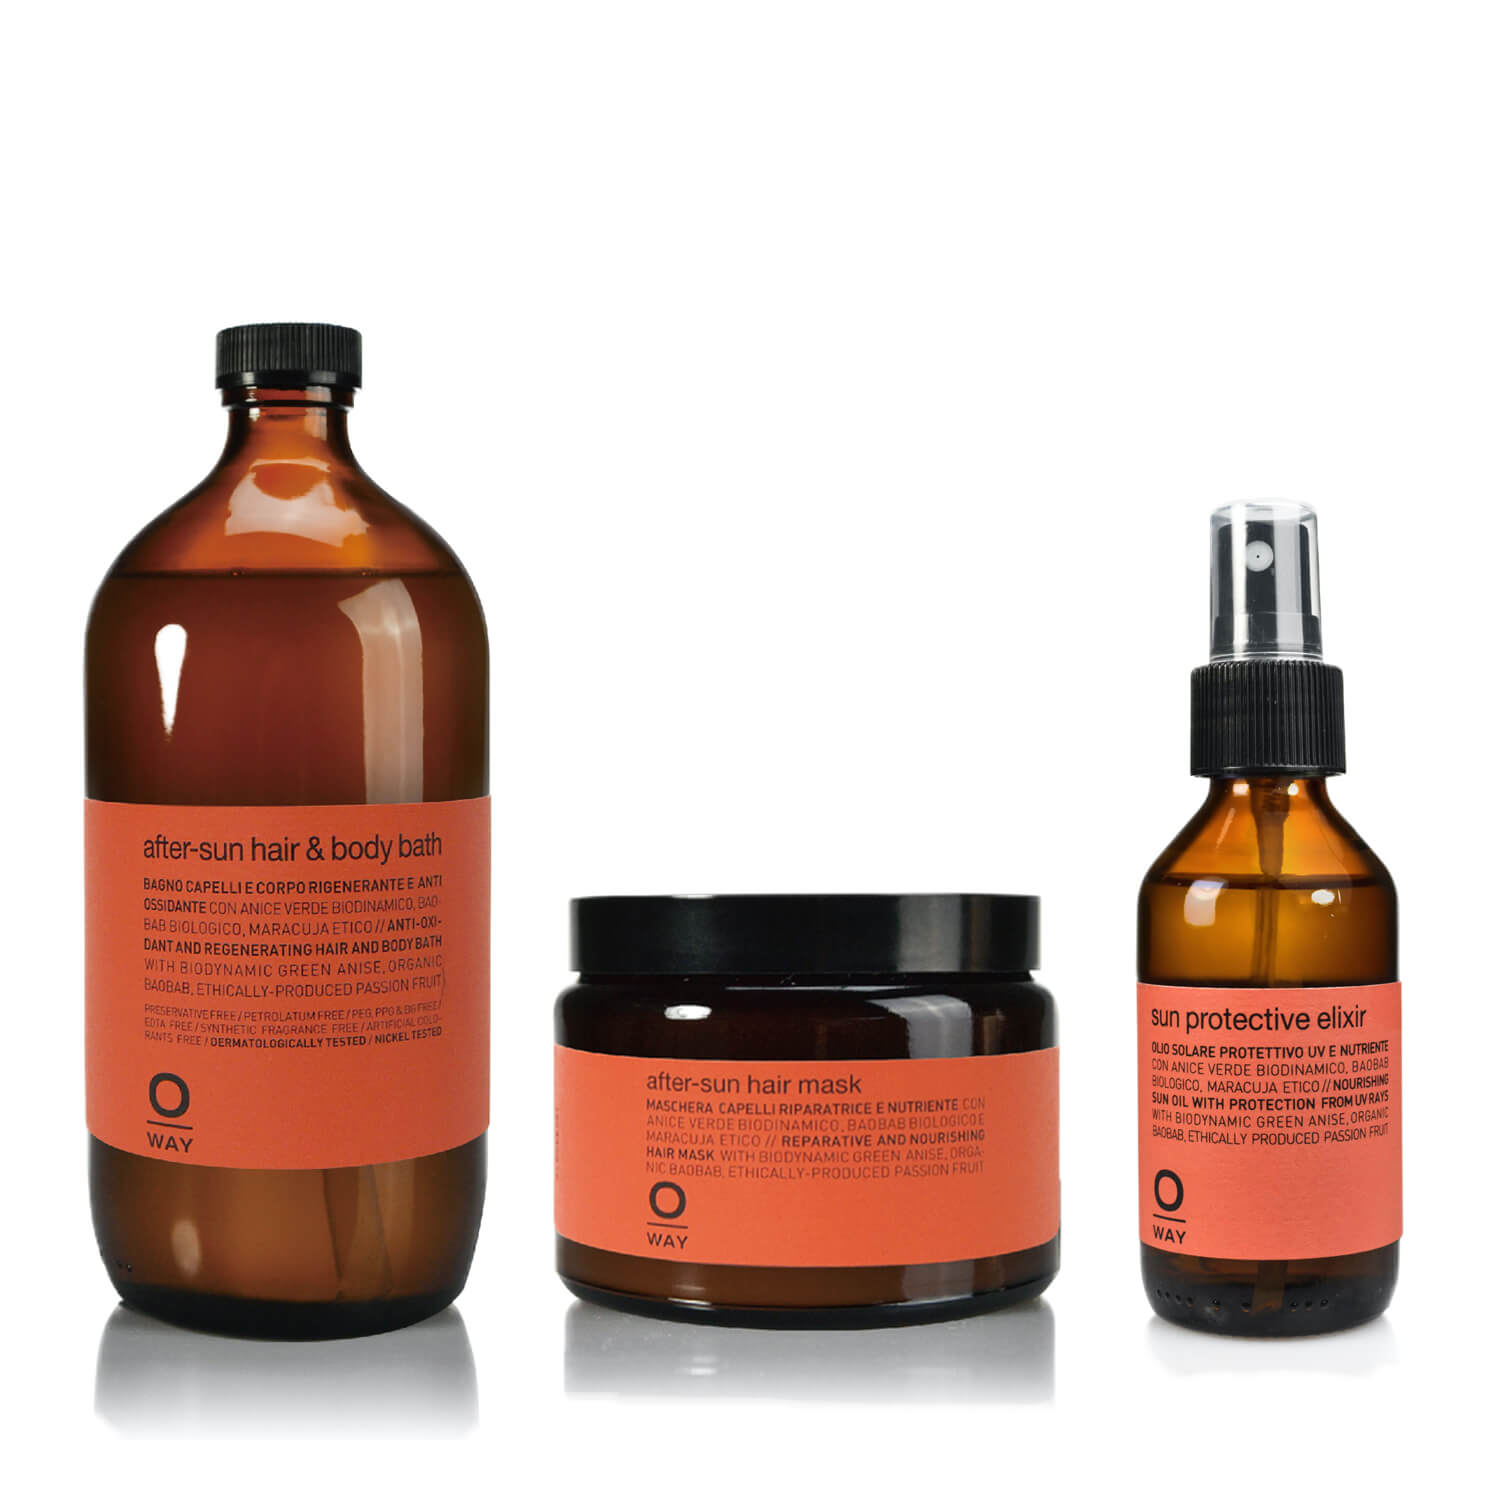 after-sun hair & body bath
BAGNO CAPELLI E CORPO RIGENERANTE E ANTI
OSSIDANTE CON ANICE VERDE BIODINAMICO, BAO-
BAB BIOLOGICO, MARACUJA ETICO // ANTI-OXI-
DANT AND REGENERATING HAIR AND BODY BATH
WITH BIODYNAMIC GREEN ANISE, ORGANIC
BAOBAB, ETHICALLY-PRODUCED PASSION FRUIT)
PRESERVATIVE FREE / PETROLATUM FREE / PEG, PPG & BG FREE /
EDTA FREE / SYNTHETIC FRAGRANCE FREE / ARTIFICIAL COLO-
RANTS FREE / DERMATOLOGICALLY TESTED / NICKEL TESTED
O
WAY
after-sun hair mask
MASCHERA CAPELLI RIPARATRICE E NUTRIENTE CON
ANICE VERDE BIODINAMICO, BAOBAB BIOLOGICO E
MARACUJA ETICO // REPARATIVE AND NOURISHING
HAIR MASK WITH BIODYNAMIC GREEN ANISE, ORGA-
NIC BAOBAB, ETHICALLY-PRODUCED PASSION FRUIT
O
WAY
sun protective elixir
OLIO SOLARE PROTETTIVO UV E NUTRIENTE
CON ANICE VERDE BIODINAMICO, BAOBAB
BIOLOGICO, MARACUJA ETICO // NOURISHING
SUN OIL WITH PROTECTION FROM UV RAYS
WITH BIODYNAMIC GREEN ANISE, ORGANIC
BAOBAB, ETHICALLY PRODUCED PASSION FRUIT
O
WAY